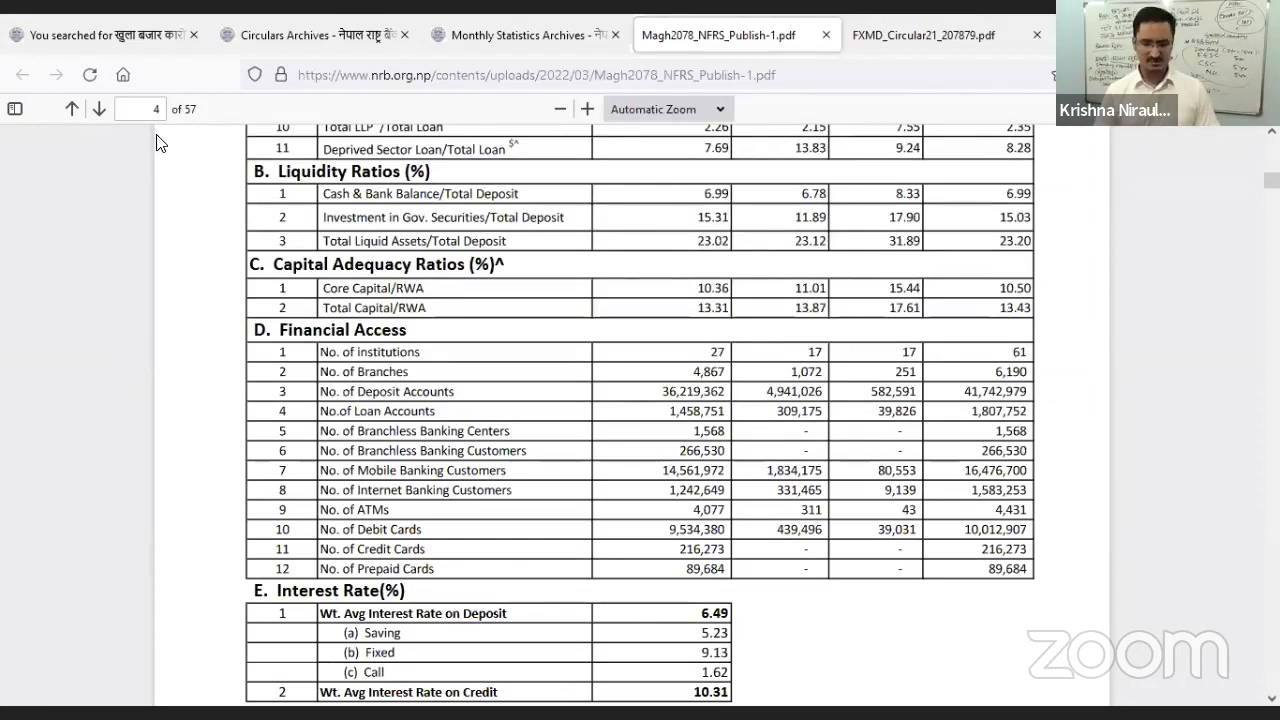 You searched for खुला बजार कारो
Circulars Archives - नेपाल राष्ट्र बैं
Monthly Statistics Archives - ने
Magh2078_NFRS_Publish-1.pdf
FXMD_Circular21_207879.pdf
https://www.nrb.org.np/contents/uploads/2022/03/Magh2078_NFRS_Publish-1.pdf
4 of 57
Automatic Zoom
Krishna Niraul...
10 Total LLP /Total Loan 2.26 2.15 7.55 2.35
11 Deprived Sector Loan/Total Loan $^ 7.69 13.83 9.24 8.28
B. Liquidity Ratios (%)
1 Cash & Bank Balance/Total Deposit 6.99 6.78 8.33 6.99
2 Investment in Gov. Securities/Total Deposit 15.31 11.89 17.90 15.03
3 Total Liquid Assets/Total Deposit 23.02 23.12 31.89 23.20
C. Capital Adequacy Ratios (%)^
1 Core Capital/RWA 10.36 11.01 15.44 10.50
2 Total Capital/RWA 13.31 13.87 17.61 13.43
D. Financial Access
1 No. of institutions 27 17 17 61
2 No. of Branches 4,867 1,072 251 6,190
3 No. of Deposit Accounts 36,219,362 4,941,026 582,591 41,742,979
4 No.of Loan Accounts 1,458,751 309,175 39,826 1,807,752
5 No. of Branchless Banking Centers 1,568 - - 1,568
6 No. of Branchless Banking Customers 266,530 - - 266,530
7 No. of Mobile Banking Customers 14,561,972 1,834,175 80,553 16,476,700
8 No. of Internet Banking Customers 1,242,649 331,465 9,139 1,583,253
9 No. of ATMs 4,077 311 43 4,431
10 No. of Debit Cards 9,534,380 439,496 39,031 10,012,907
11 No. of Credit Cards 216,273 - - 216,273
12 No. of Prepaid Cards 89,684 - - 89,684
E. Interest Rate(%)
1 Wt. Avg Interest Rate on Deposit 6.49
(a) Saving 5.23
(b) Fixed 9.13
(c) Call 1.62
2 Wt. Avg Interest Rate on Credit 10.31
zoom